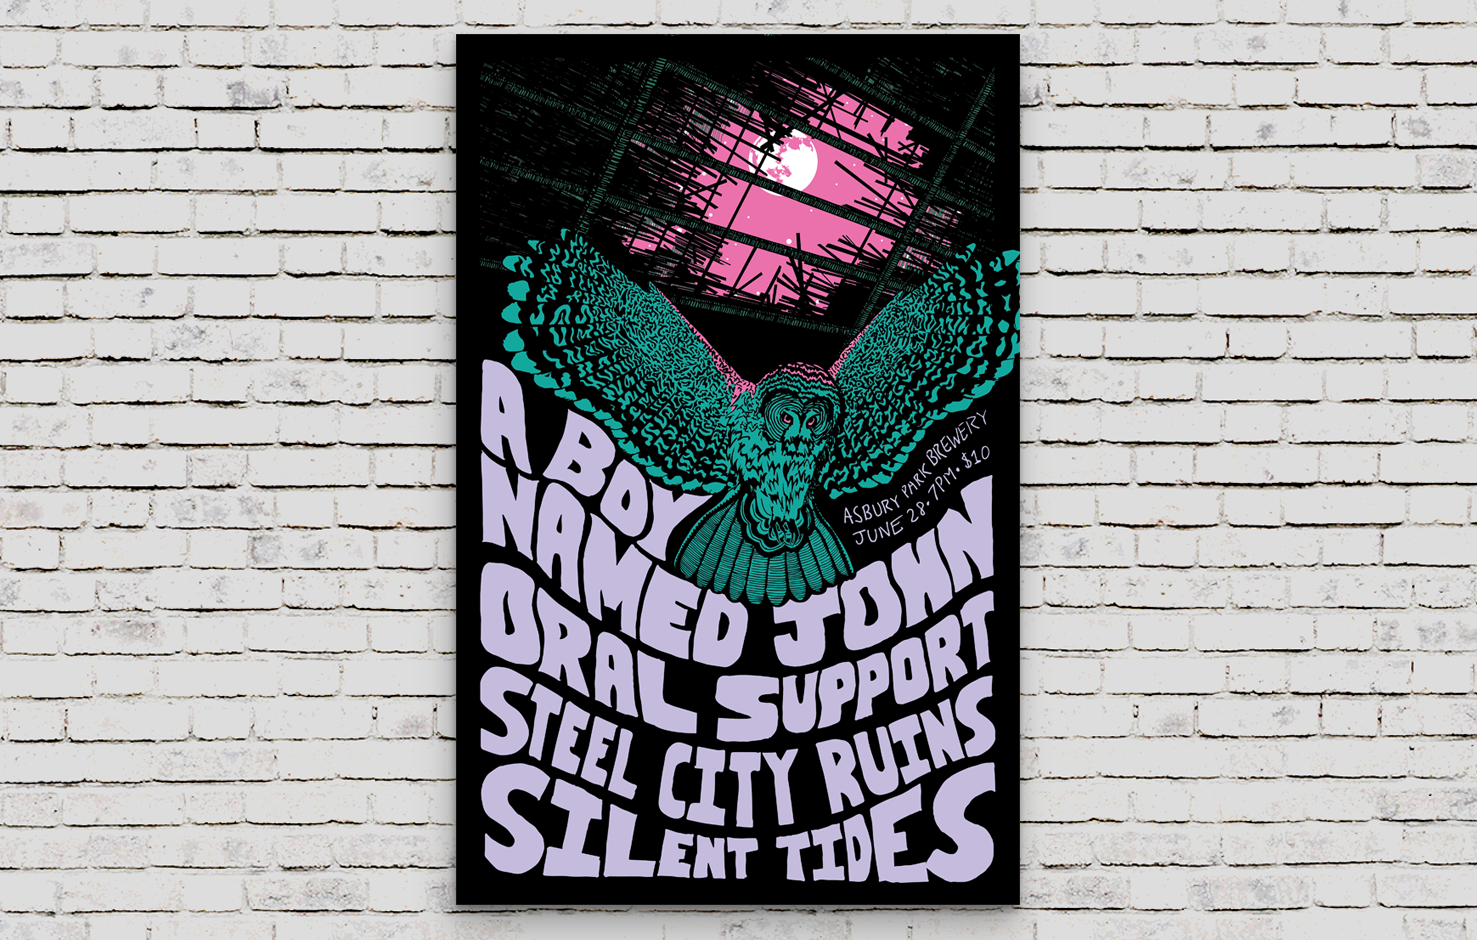 A BOY
NAMED JOHN
ORAL SUPPORT
STEEL CITY RUINS
SILENT TIDES
ASBURY PARK BREWERY
JUNE 28 • 7PM • $10